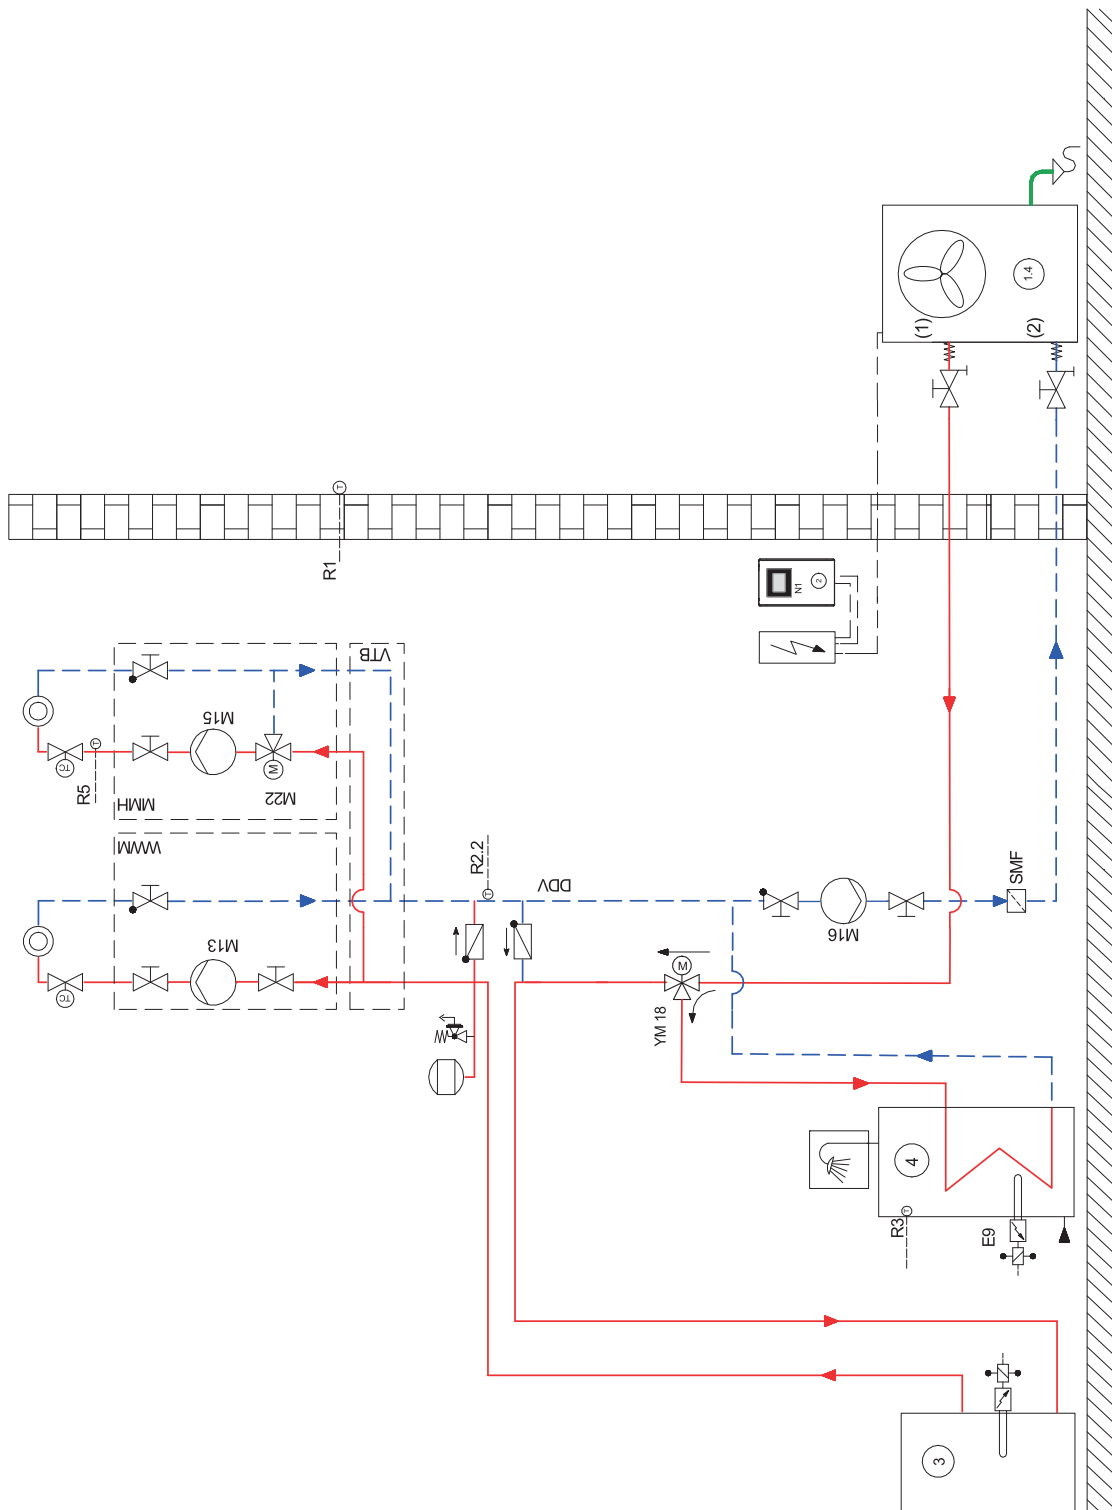 (1)
(2)
1.4
R1
T
N1
2
VTB
M15
TC
T
R5
M
M22
MMH
WWM
M13
TC
R2.2
T
DDV
SMF
M16
M
YM 18
4
R3
T
E9
3